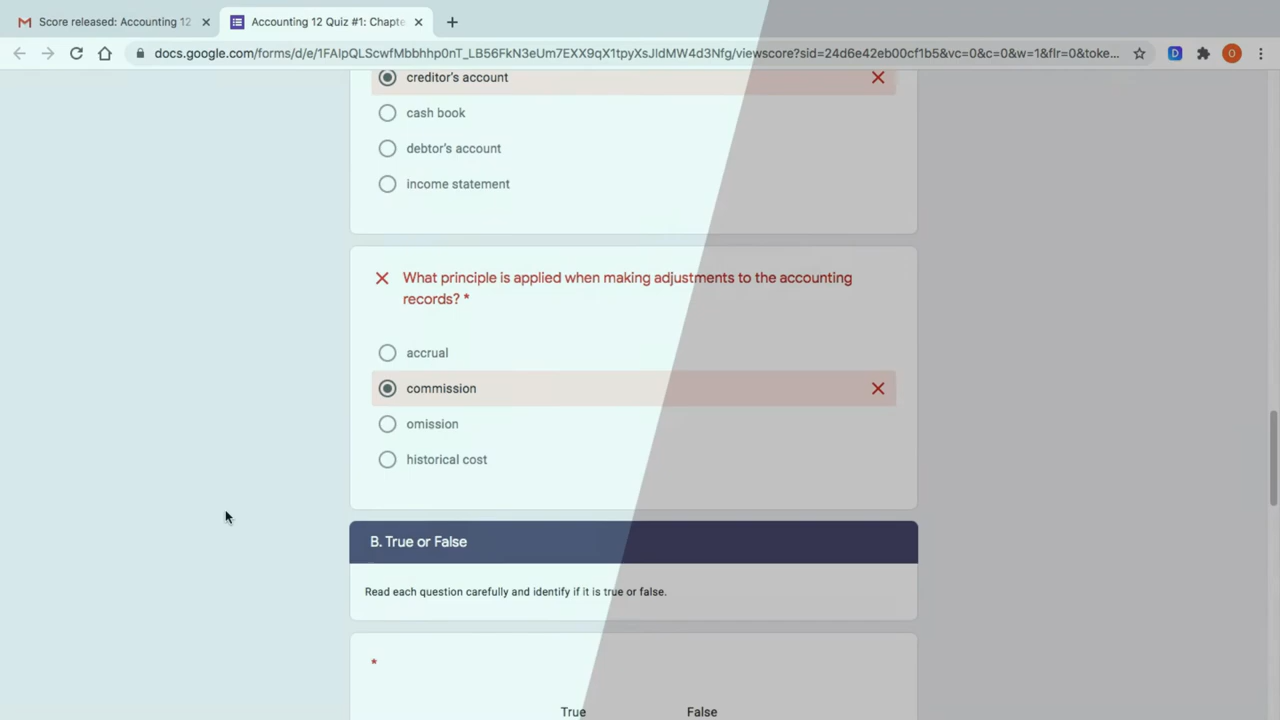 Score released: Accounting 12
Accounting 12 Quiz #1: Chapte
docs.google.com/forms/d/e/1FAIpQLScwfMbbhhp0nT_LB56FkN3eUm7EXX9qX1tpyXsJIdMW4d3Nfg/viewscore?sid=24d6e42eb00cf1b5&vc=0&c=0&w=1&flr=0&toke...
D
O
creditor's account
cash book
debtor's account
income statement
What principle is applied when making adjustments to the accounting
records? *
accrual
commission
omission
historical cost
B. True or False
Read each question carefully and identify if it is true or false.
*
True False